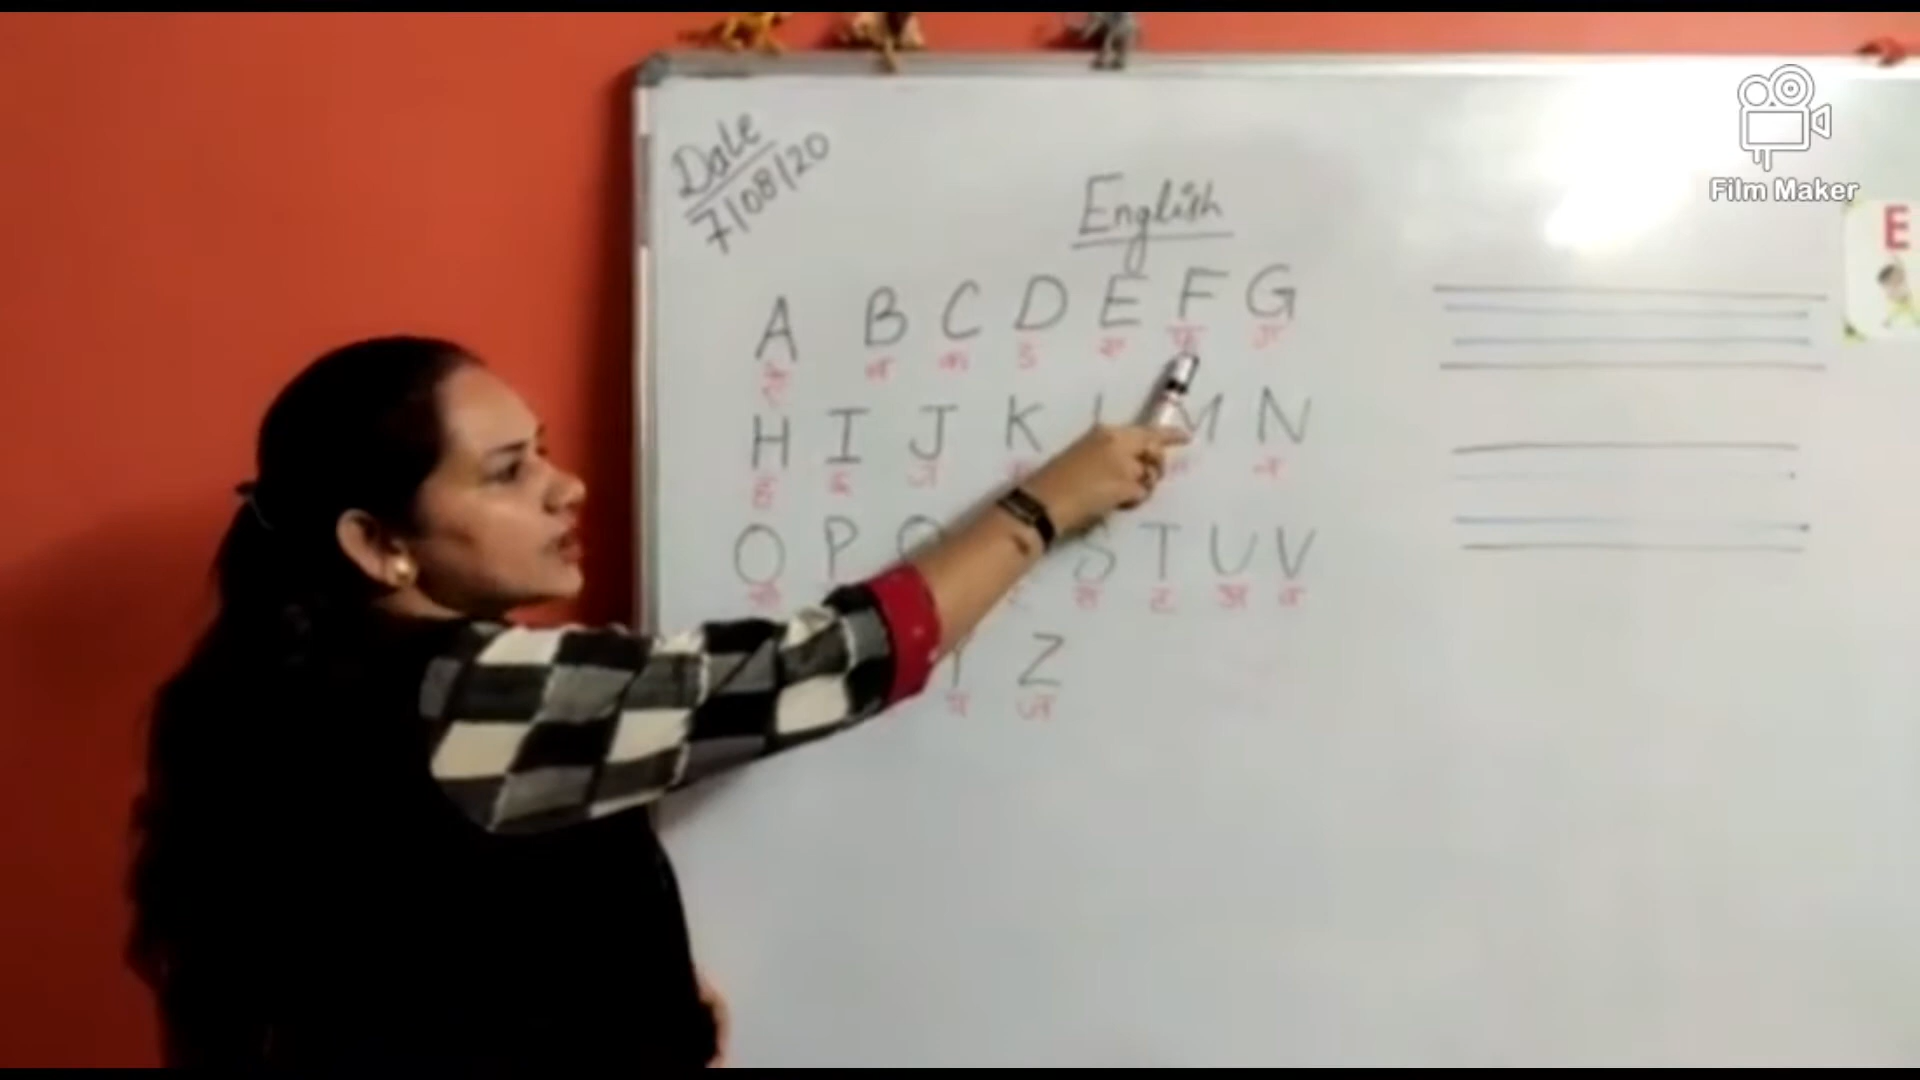 Date
7/08/20
English
A B C D E F G
ऐ ब क ड ए फ ग
H I J K L M N
ह इ ज म न
O P Q S T U V
ओ र स ट अ व
Y Z
य ज
Film Maker
E